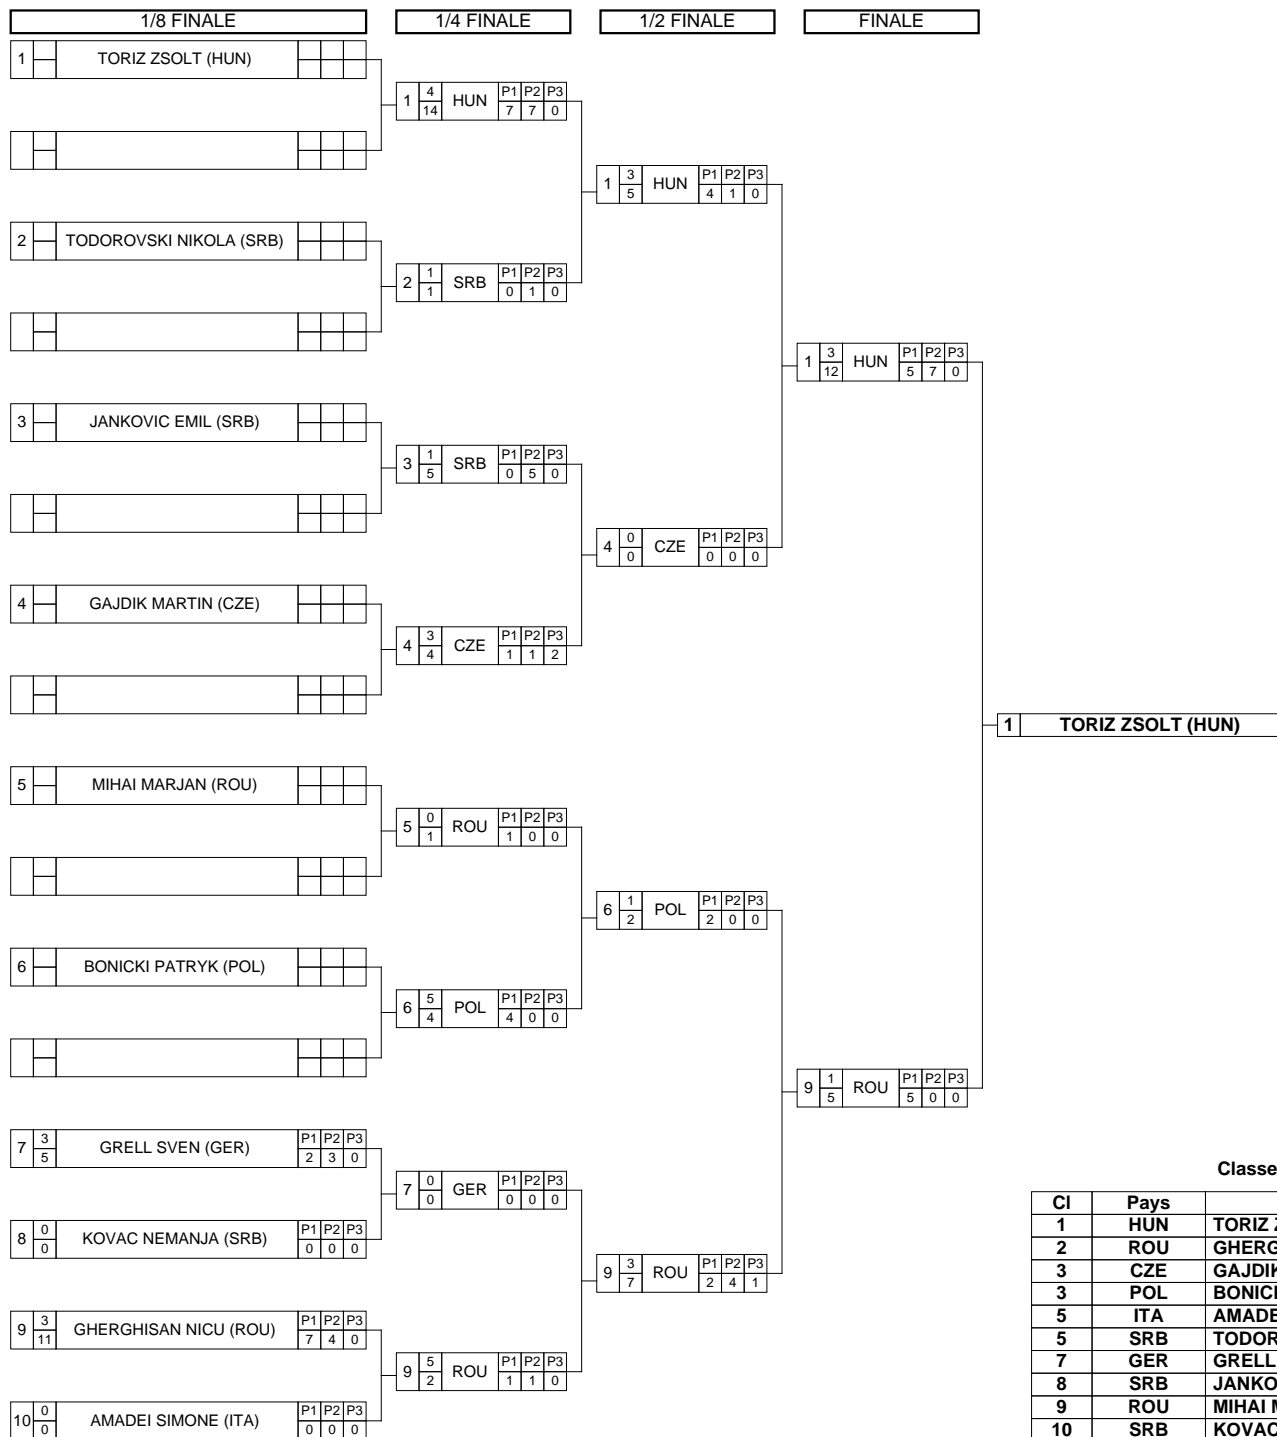 1/8 FINALE 1/4 FINALE 1/2 FINALE FINALE
1 TORIZ ZSOLT (HUN)
1 4 14 HUN P1 P2 P3 7 7 0
1 3 5 HUN P1 P2 P3 4 1 0
2 TODOROVSKI NIKOLA (SRB)
2 1 1 SRB P1 P2 P3 0 1 0
1 3 12 HUN P1 P2 P3 5 7 0
3 JANKOVIC EMIL (SRB)
3 1 5 SRB P1 P2 P3 0 5 0
4 0 0 CZE P1 P2 P3 0 0 0
4 GAJDIK MARTIN (CZE)
4 3 4 CZE P1 P2 P3 1 1 2
1 TORIZ ZSOLT (HUN)
5 MIHAI MARJAN (ROU)
5 0 1 ROU P1 P2 P3 1 0 0
6 1 2 POL P1 P2 P3 2 0 0
6 BONICKI PATRYK (POL)
6 5 4 POL P1 P2 P3 4 0 0
9 1 5 ROU P1 P2 P3 5 0 0
7 3 5 GRELL SVEN (GER) P1 P2 P3 2 3 0
7 0 0 GER P1 P2 P3 0 0 0
8 0 0 KOVAC NEMANJA (SRB) P1 P2 P3 0 0 0
9 3 7 ROU P1 P2 P3 2 4 1
9 3 11 GHERGHISAN NICU (ROU) P1 P2 P3 7 4 0
9 5 2 ROU P1 P2 P3 1 1 0
10 0 0 AMADEI SIMONE (ITA) P1 P2 P3 0 0 0
Classe
Cl Pays
1 HUN TORIZ
2 ROU GHERG
3 CZE GAJDIK
3 POL BONICK
5 ITA AMADE
5 SRB TODOR
7 GER GRELL
8 SRB JANKO
9 ROU MIHAI
10 SRB KOVAC